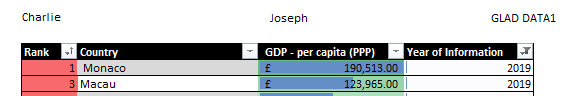 Charlie Joseph GLAD DATA1
Rank Country GDP - per capita (PPP) Year of Information
1 Monaco £ 190,513.00 2019
3 Macau £ 123,965.00 2019